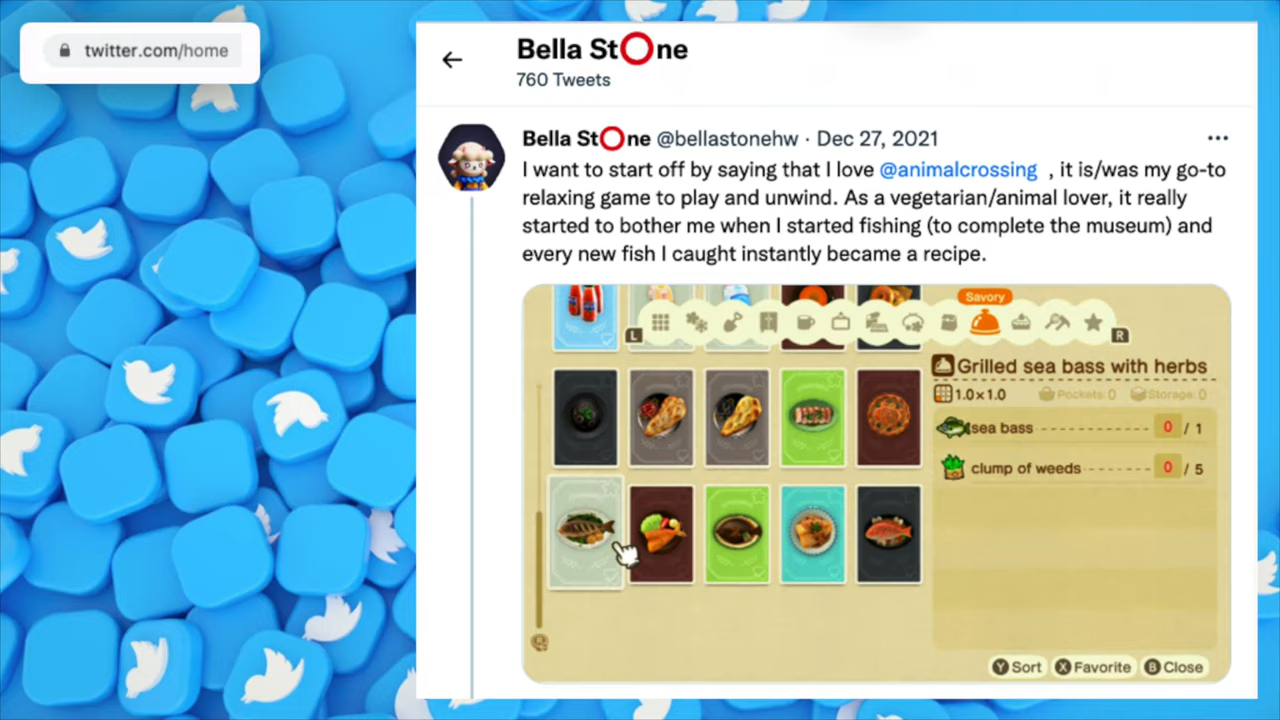 twitter.com/home
Bella St⭕ne
760 Tweets
Bella St⭕ne @bellastonehw · Dec 27, 2021
I want to start off by saying that I love @animalcrossing , it is/was my go-to
relaxing game to play and unwind. As a vegetarian/animal lover, it really
started to bother me when I started fishing (to complete the museum) and
every new fish I caught instantly became a recipe.
Savory
L
R
Grilled sea bass with herbs
1.0×1.0 Pockets: 0 Storage: 0
sea bass 0 / 1
clump of weeds 0 / 5
R
Y Sort X Favorite B Close